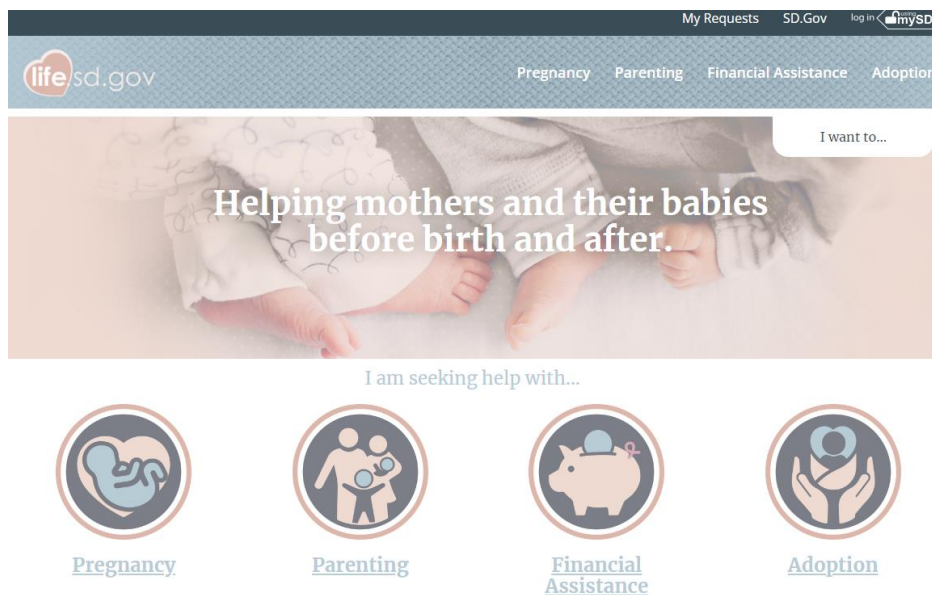 My Requests SD.Gov log in using mySD
life.sd.gov Pregnancy Parenting Financial Assistance Adoption
I want to...
Helping mothers and their babies
before birth and after.
I am seeking help with...
Pregnancy Parenting Financial Adoption
Assistance